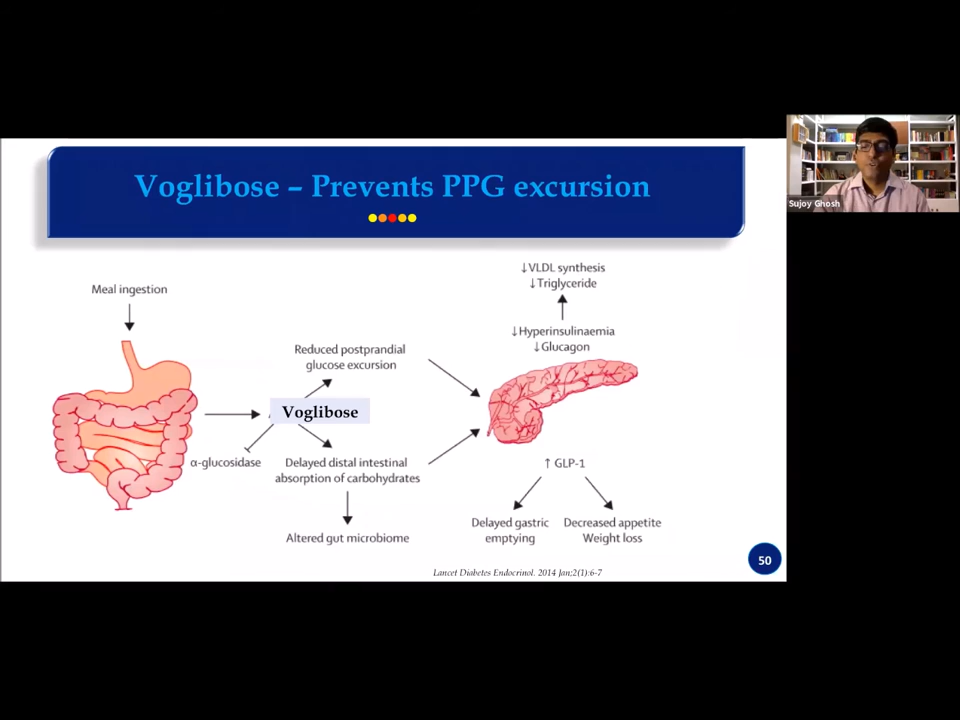 Voglibose – Prevents PPG excursion
Sujoy Ghosh
Meal ingestion
↓VLDL synthesis
↓Triglyceride
↓Hyperinsulinaemia
↓Glucagon
Reduced postprandial
glucose excursion
Voglibose
α-glucosidase
Delayed distal intestinal
absorption of carbohydrates
Altered gut microbiome
↑ GLP-1
Delayed gastric
emptying
Decreased appetite
Weight loss
Lancet Diabetes Endocrinol. 2014 Jan;2(1):6-7
50